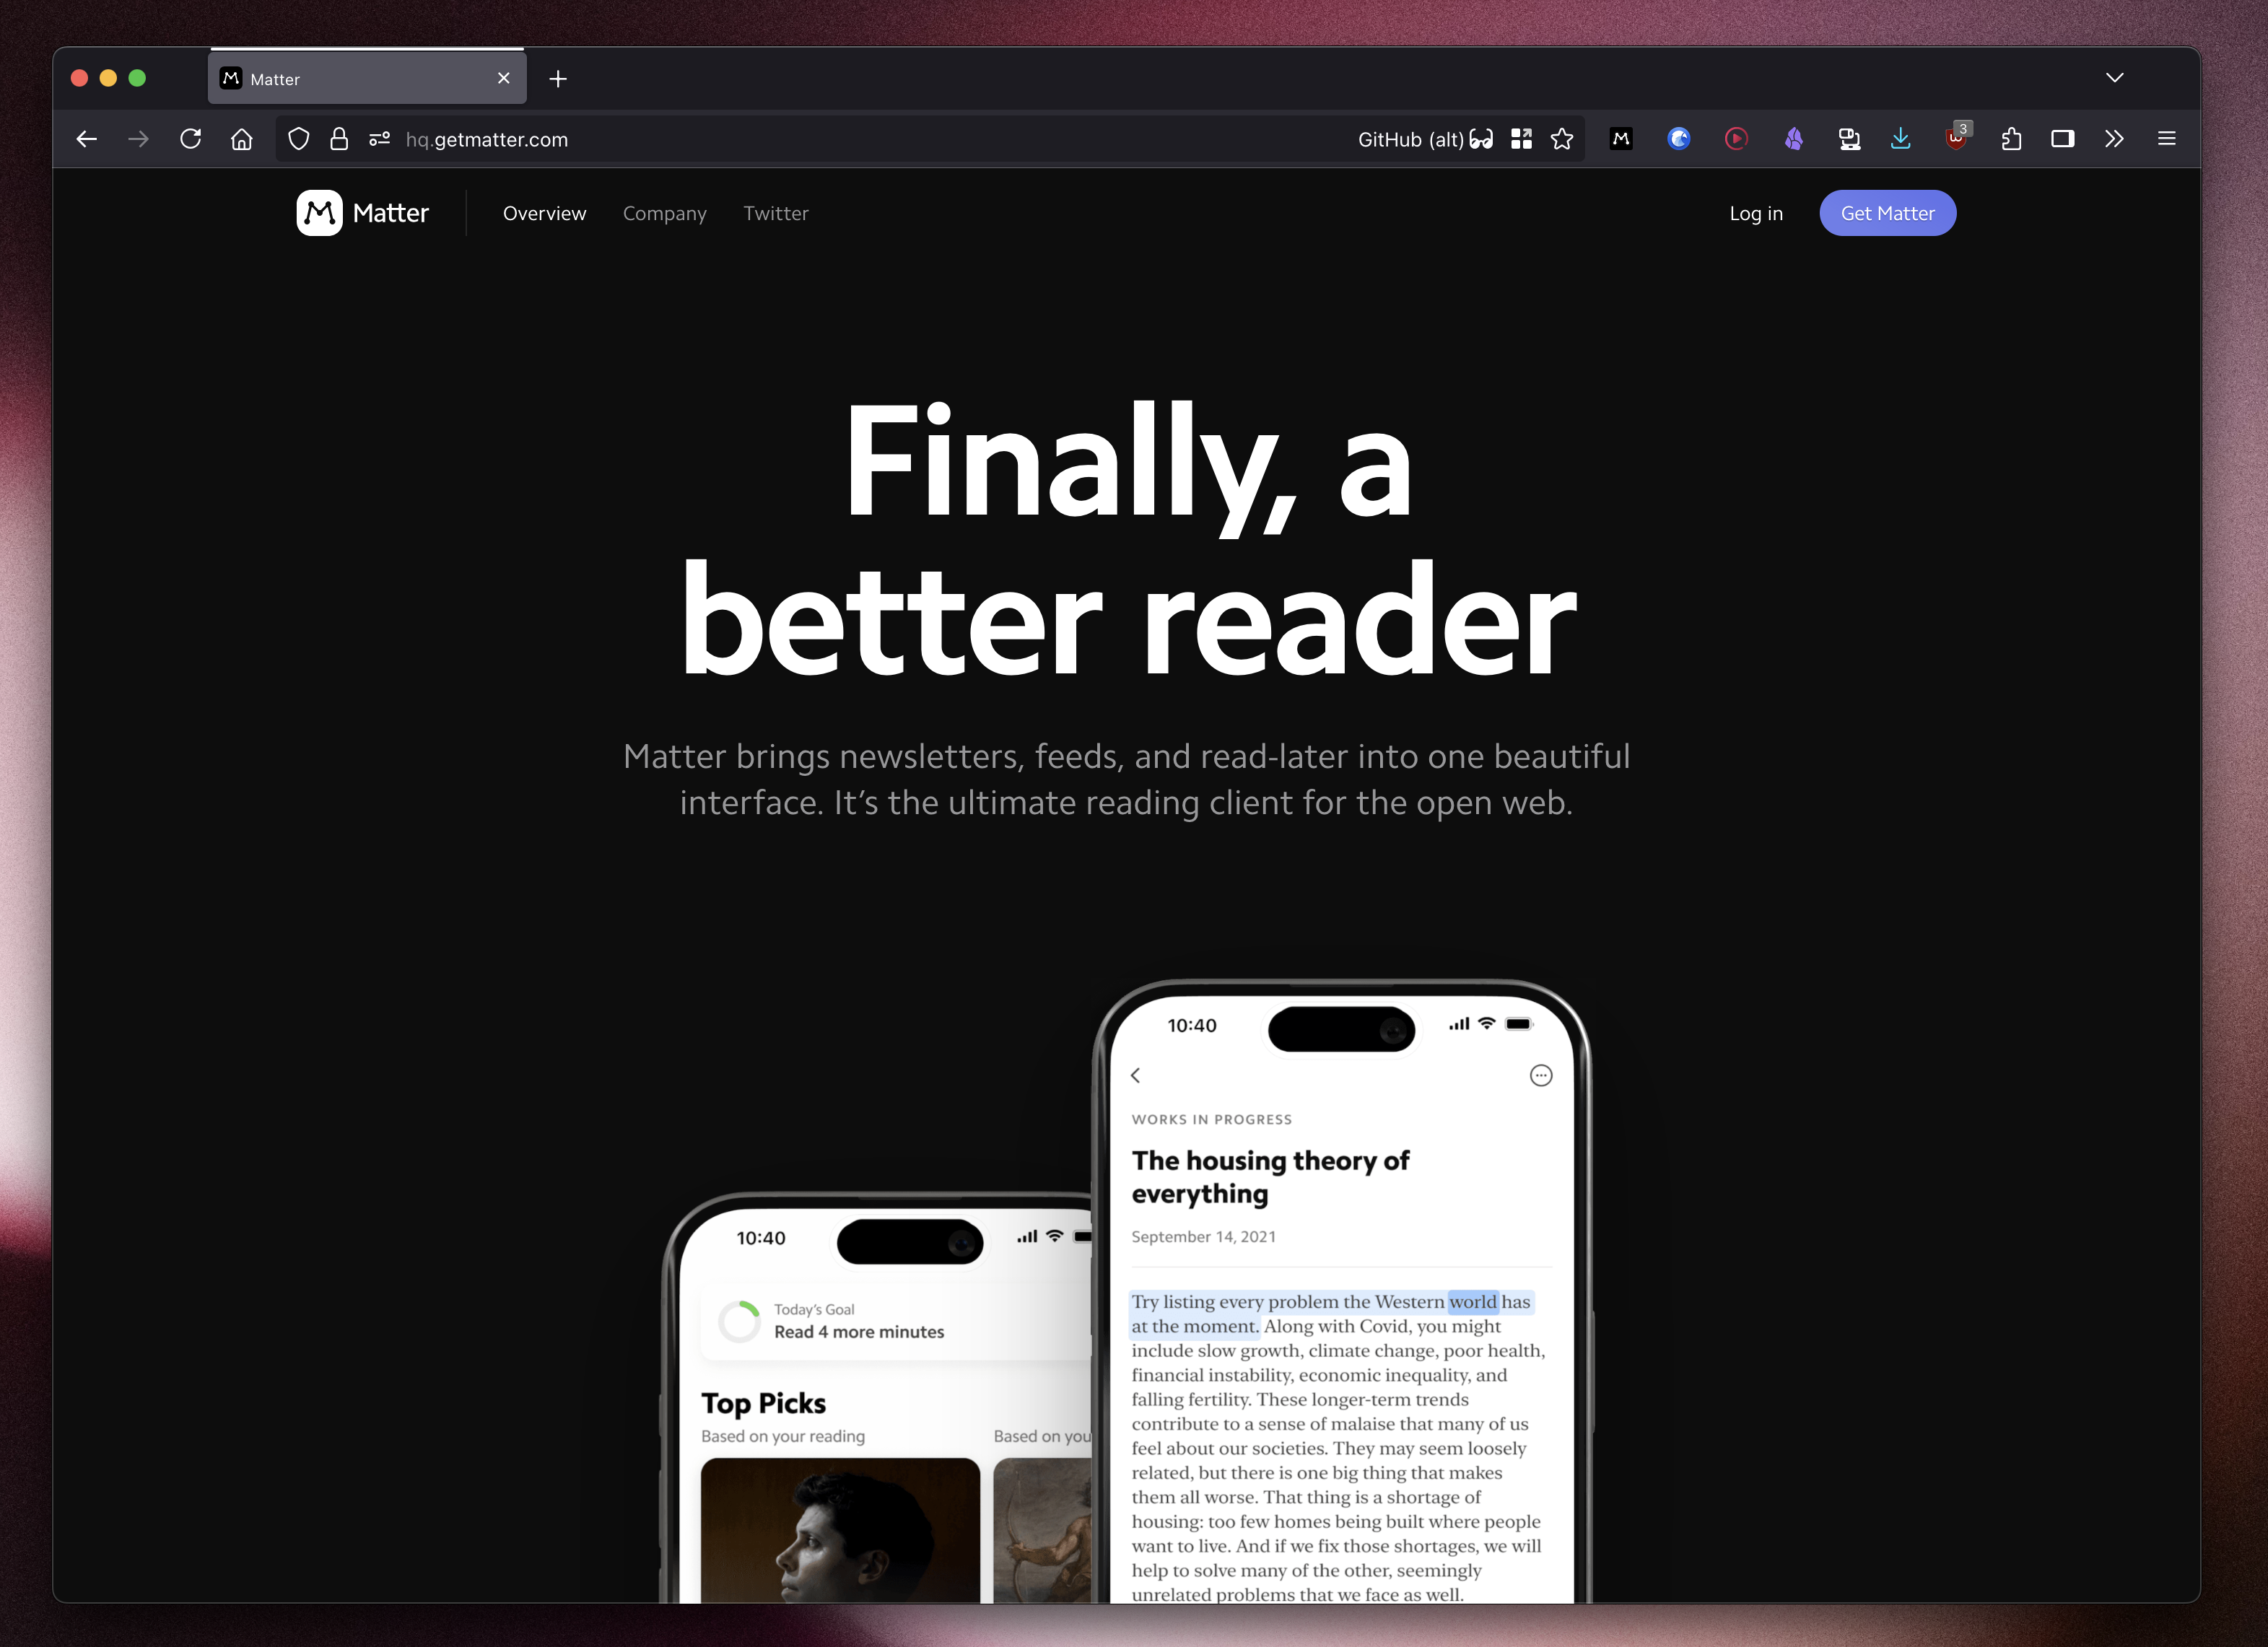 Matter
hq.getmatter.com
GitHub (alt)
3
Matter
Overview
Company
Twitter
Log in
Get Matter
Finally, a
better reader
Matter brings newsletters, feeds, and read-later into one beautiful
interface. It’s the ultimate reading client for the open web.
10:40
Today’s Goal
Read 4 more minutes
Top Picks
Based on your reading
Based on you
10:40
WORKS IN PROGRESS
The housing theory of
everything
September 14, 2021
Try listing every problem the Western world has
at the moment. Along with Covid, you might
include slow growth, climate change, poor health,
financial instability, economic inequality, and
falling fertility. These longer-term trends
contribute to a sense of malaise that many of us
feel about our societies. They may seem loosely
related, but there is one big thing that makes
them all worse. That thing is a shortage of
housing: too few homes being built where people
want to live. And if we fix those shortages, we will
help to solve many of the other, seemingly
unrelated problems that we face as well.